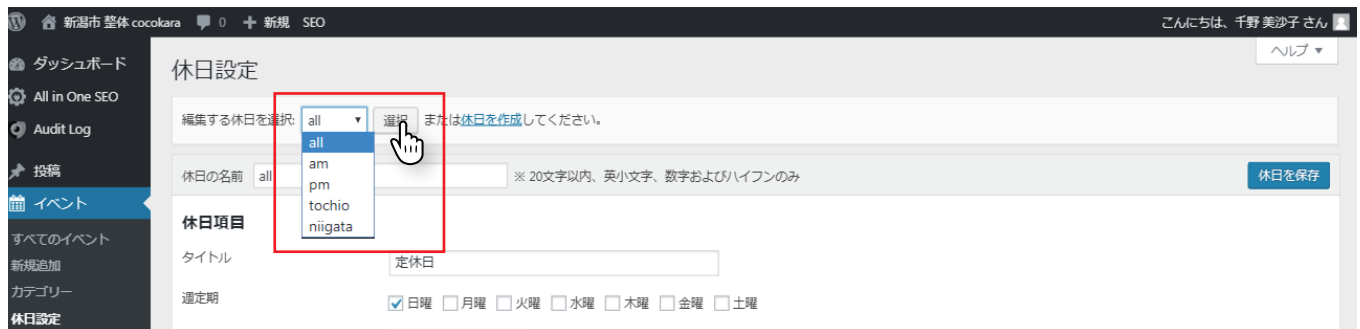 新潟市 整体 cocokara 0 新規 SEO こんにちは、千野 美沙子 さん
ヘルプ ▼
ダッシュボード
All in One SEO
Audit Log
投稿
イベント
すべてのイベント
新規追加
カテゴリー
休日設定
休日設定
編集する休日を選択: all ▼ 選択 または休日を作成してください。
all
am
pm
tochio
niigata
休日の名前 all ※ 20文字以内、英小文字、数字およびハイフンのみ 休日を保存
休日項目
タイトル 定休日
週定期 日曜 月曜 火曜 水曜 木曜 金曜 土曜